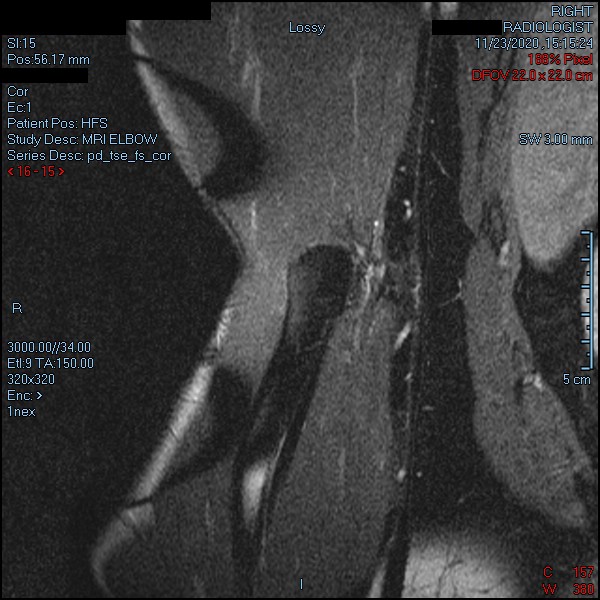 RIGHT
Lossy
RADIOLOGIST
SI:15
11/23/2020 ,15:15:24
Pos:56.17 mm
168% Pixel
DFOV:22.0 x 22.0 cm
Cor
Ec:1
Patient Pos: HFS
Study Desc: MRI ELBOW
SW 3.00 mm
Series Desc: pd_tse_fs_cor
< 16 - 15 >
R
3000.00//34.00
Etl:9 TA:150.00
320x320
Enc: >
1nex
5 cm
I
C 157
W 380